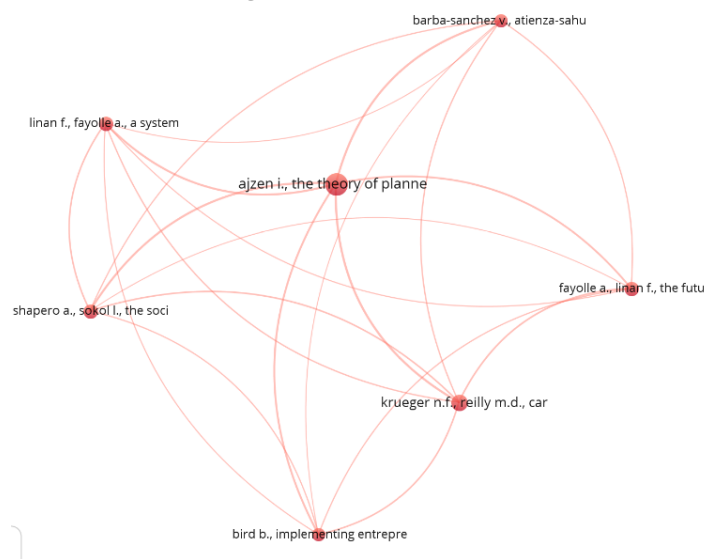 barba-sanchez v., atienza-sahu
linan f., fayolle a., a system
ajzen i., the theory of planne
fayolle a., linan f., the futu
shapero a., sokol l., the soci
krueger n.f., reilly m.d., car
bird b., implementing entrepre